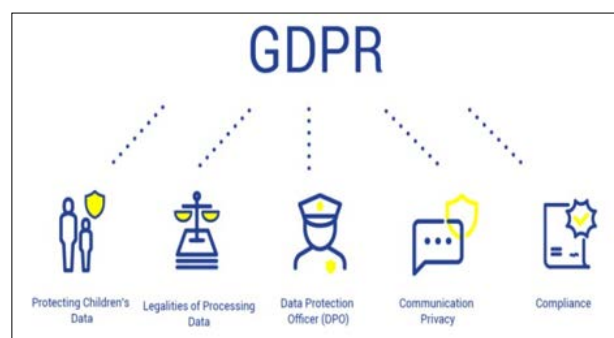 GDPR
Protecting Children's
Data
Legalities of Processing
Data
Data Protection
Officer (DPO)
Communication
Privacy
Compliance